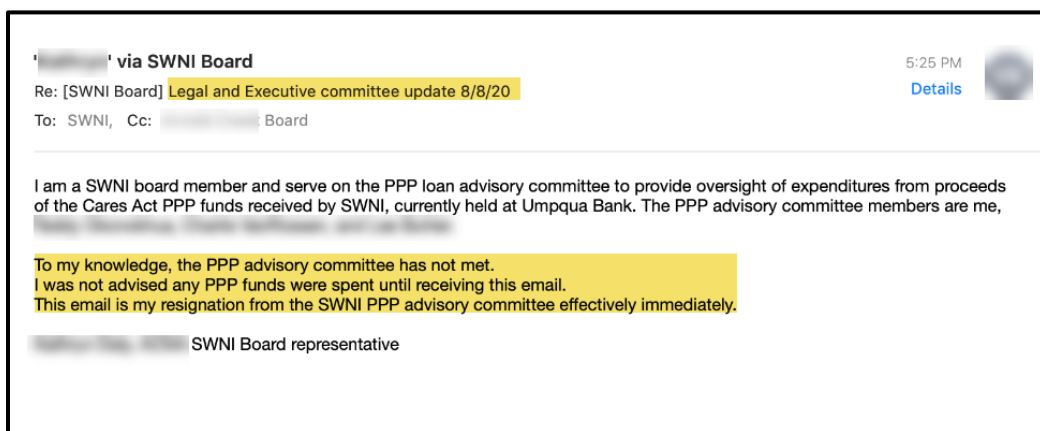 ' ' via SWNI Board
5:25 PM
Re: [SWNI Board] Legal and Executive committee update 8/8/20
Details
To: SWNI, Cc: Board
I am a SWNI board member and serve on the PPP loan advisory committee to provide oversight of expenditures from proceeds
of the Cares Act PPP funds received by SWNI, currently held at Umpqua Bank. The PPP advisory committee members are me,
To my knowledge, the PPP advisory committee has not met.
I was not advised any PPP funds were spent until receiving this email.
This email is my resignation from the SWNI PPP advisory committee effectively immediately.
SWNI Board representative